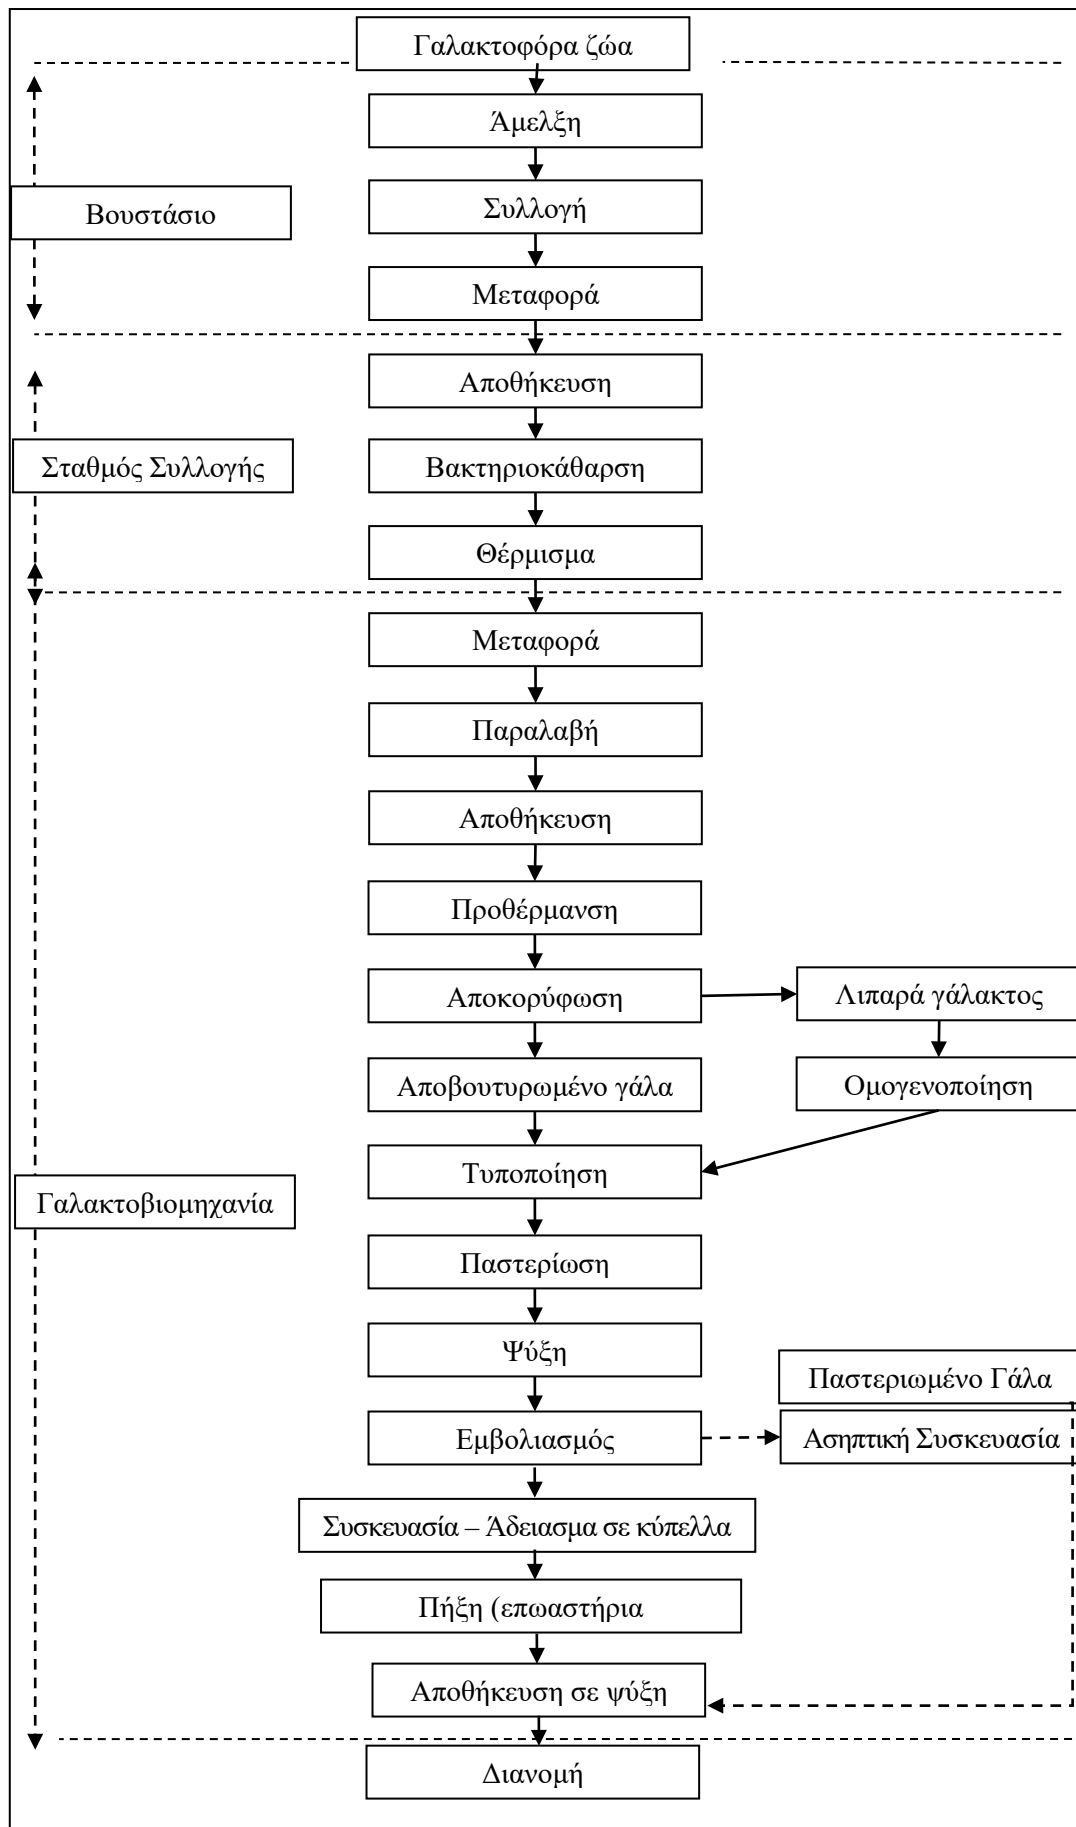 Γαλακτοφόρα ζώα
Άμελξη
Βουστάσιο
Συλλογή
Μεταφορά
Αποθήκευση
Σταθμός Συλλογής
Βακτηριοκάθαρση
Θέρμισμα
Μεταφορά
Παραλαβή
Αποθήκευση
Προθέρμανση
Αποκορύφωση
Λιπαρά γάλακτος
Αποβουτυρωμένο γάλα
Ομογενοποίηση
Τυποποίηση
Γαλακτοβιομηχανία
Παστερίωση
Ψύξη
Παστεριωμένο Γάλα
Εμβολιασμός
Ασηπτική Συσκευασία
Συσκευασία – Άδειασμα σε κύπελλα
Πήξη (επωαστήρια
Αποθήκευση σε ψύξη
Διανομή